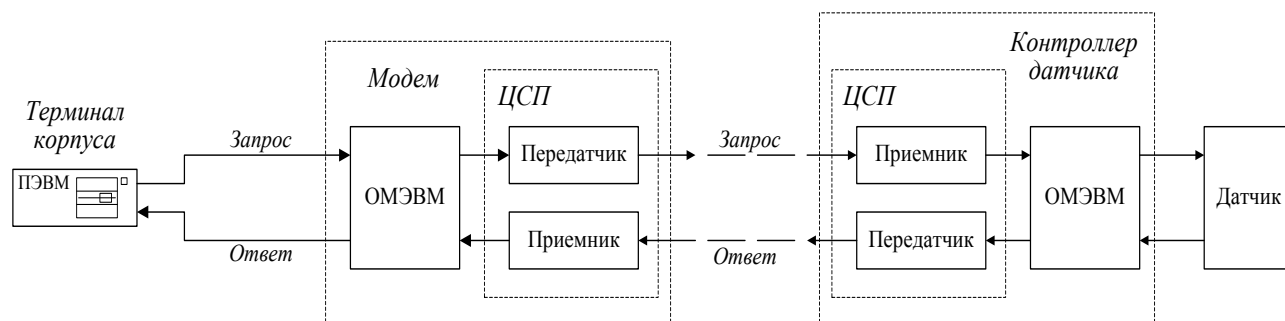 Терминал
корпуса
ПЭВМ
Запрос
Ответ
Модем
ОМЭВМ
ЦСП
Передатчик
Приемник
Запрос
Ответ
Контроллер
датчика
ЦСП
Приемник
Передатчик
ОМЭВМ
Датчик